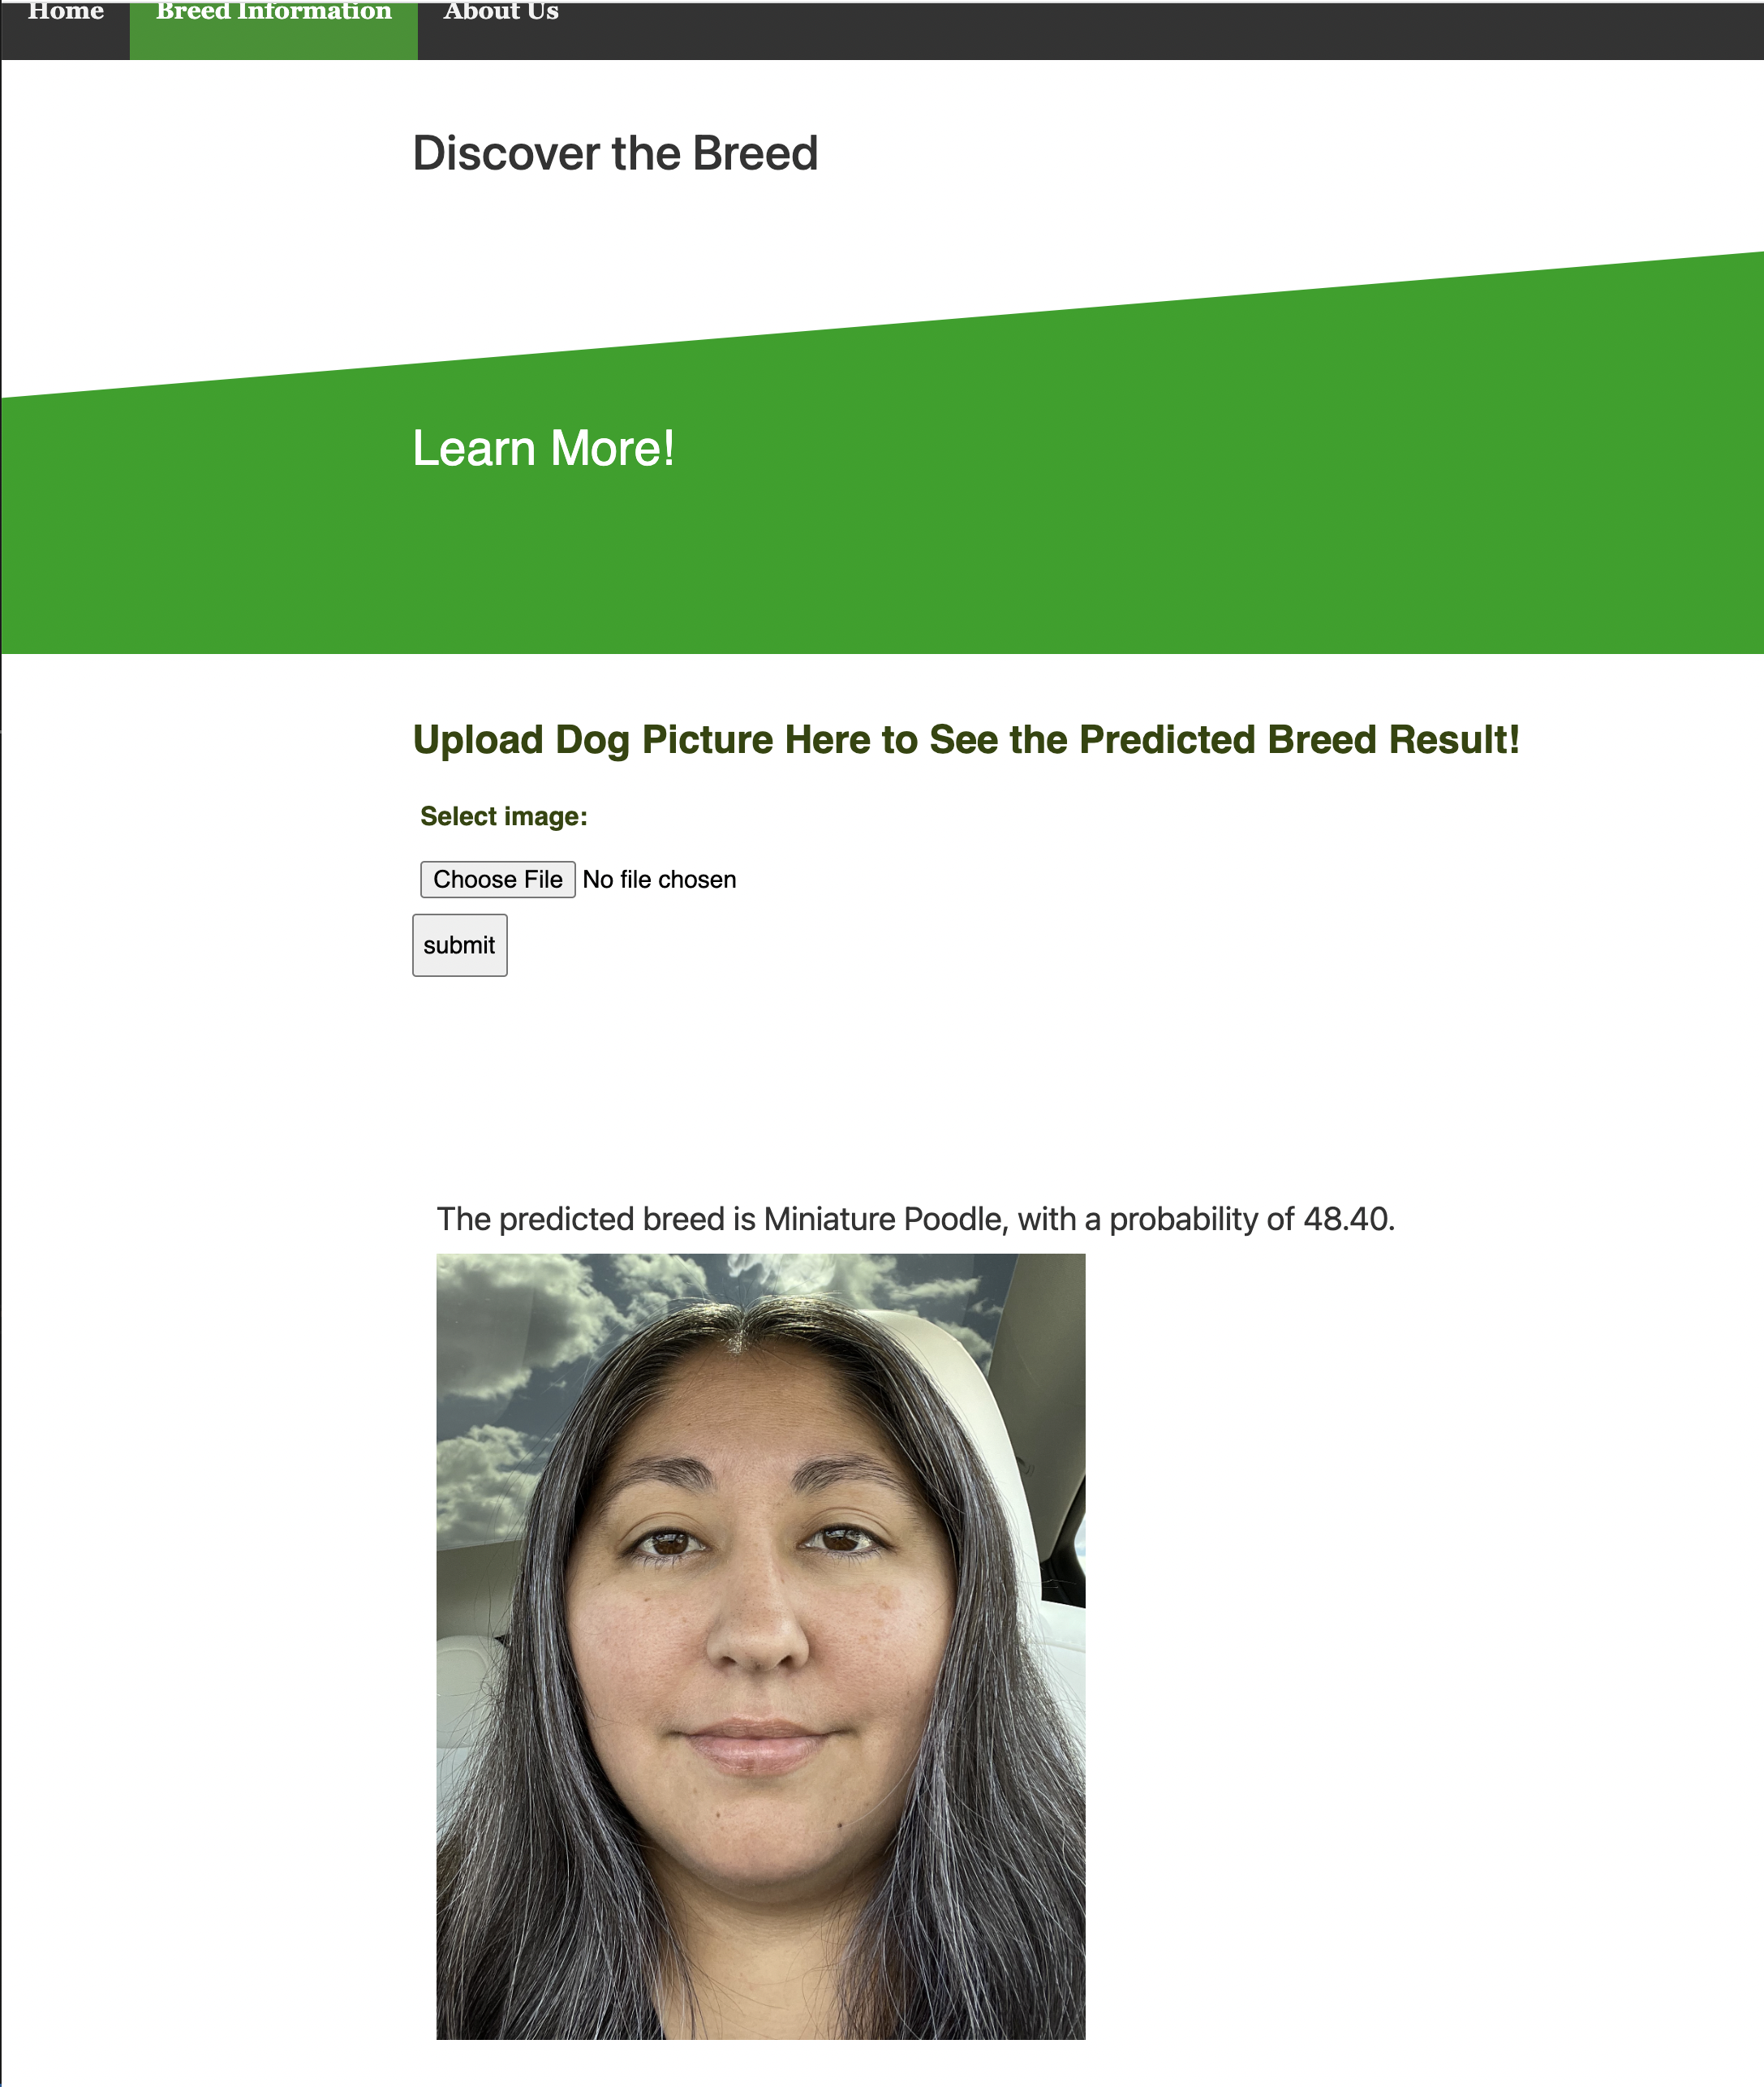 Home Breed Information About Us
Discover the Breed
Learn More!
Upload Dog Picture Here to See the Predicted Breed Result!
Select image:
Choose File No file chosen
submit
The predicted breed is Miniature Poodle, with a probability of 48.40.